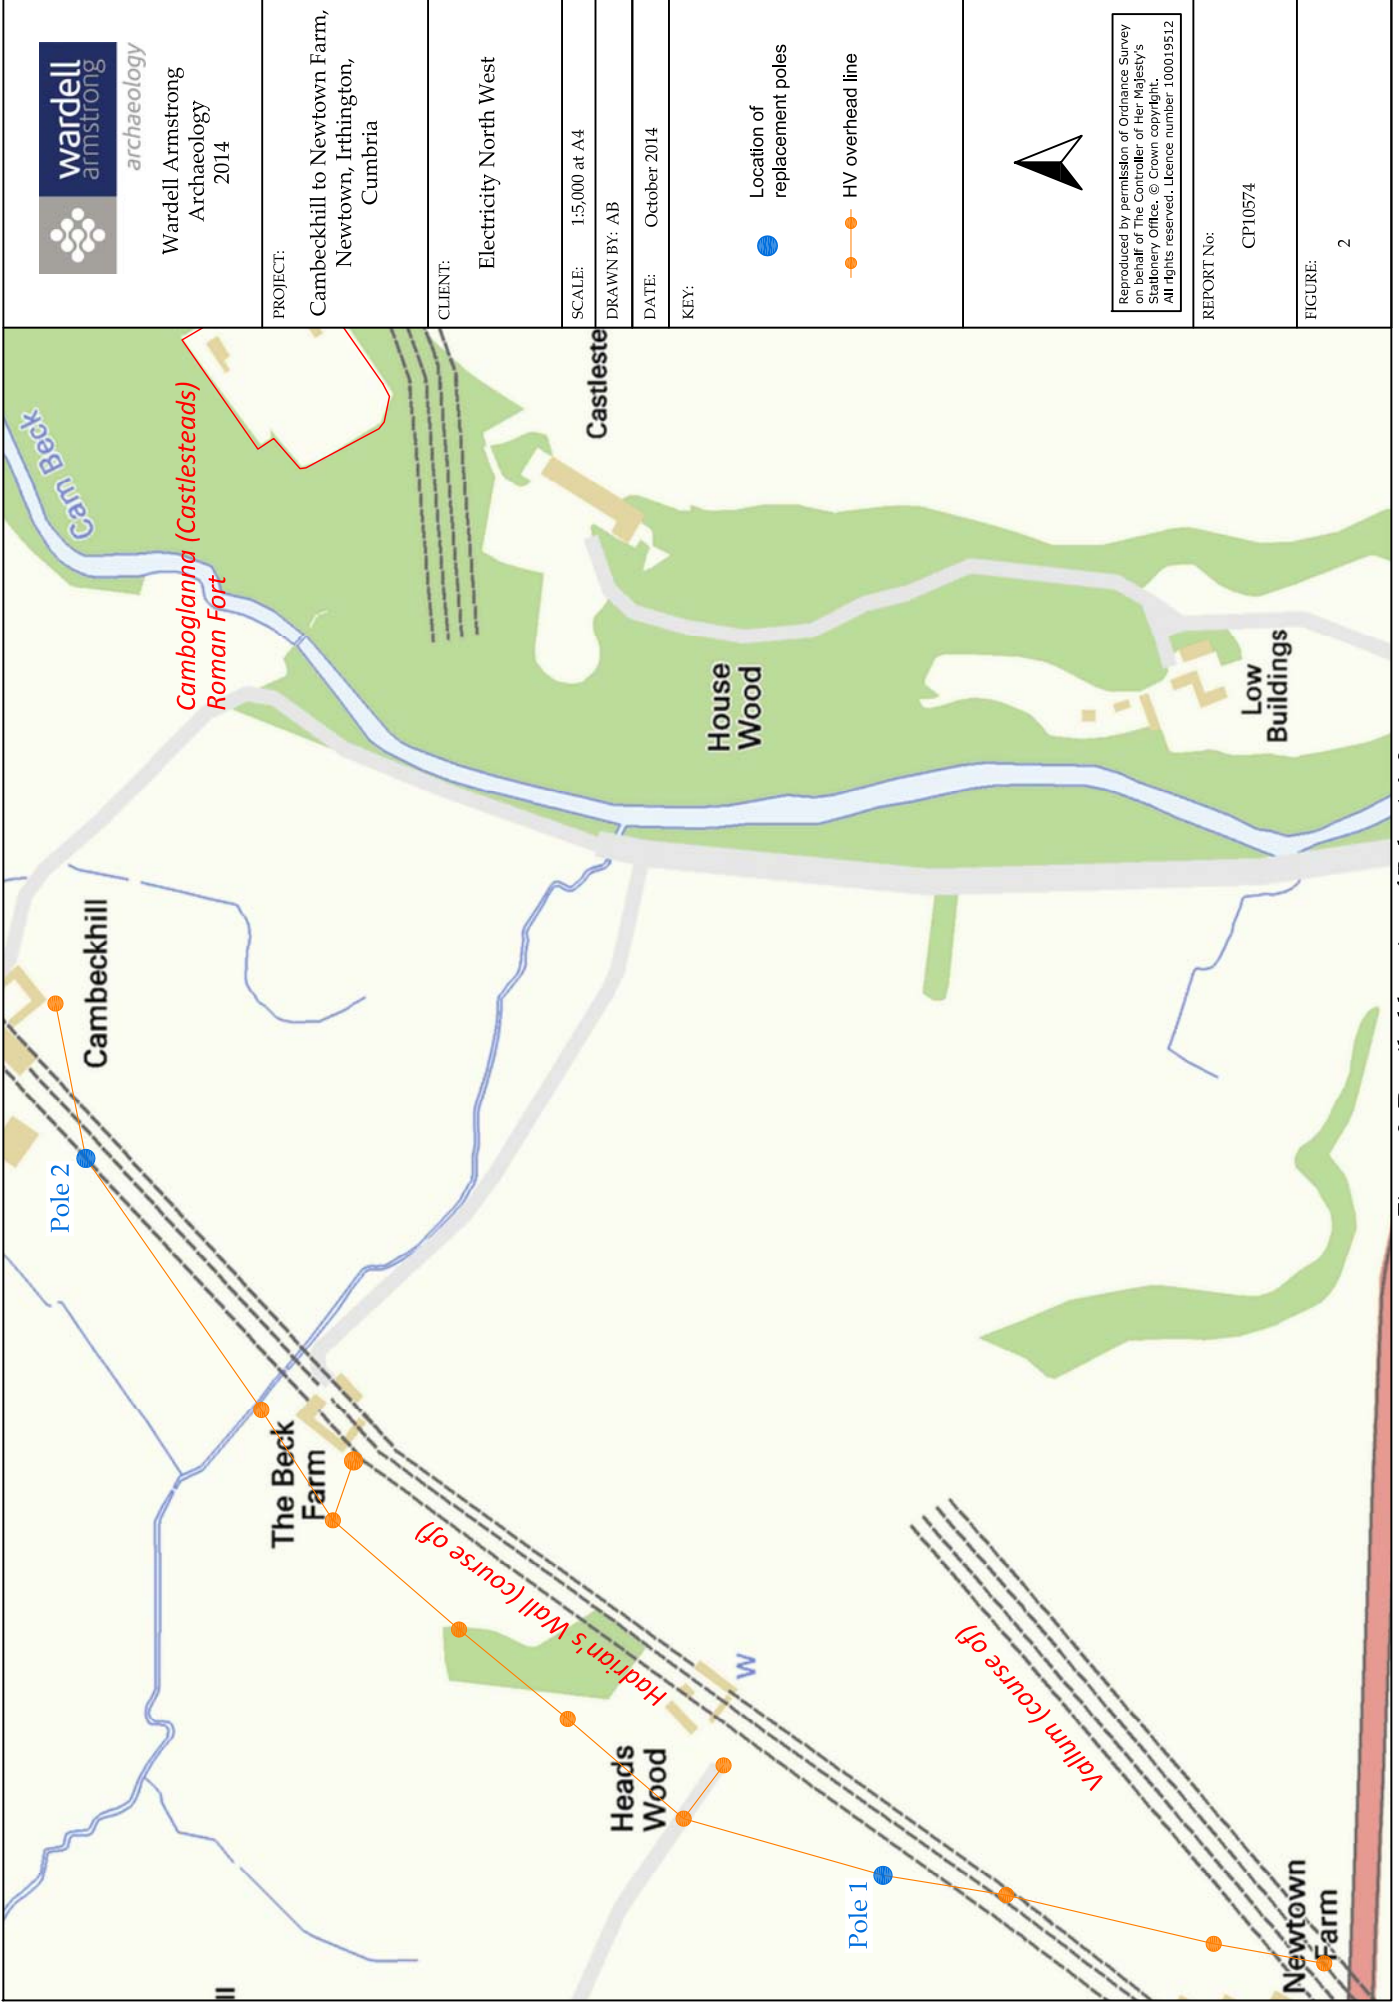 wardell
armstrong
archaeology
Wardell Armstrong
Archaeology
2014
PROJECT:
Cambeckhill to Newtown Farm,
Newtown, Irthington,
Cumbria
CLIENT:
Electricity North West
SCALE: 1:5,000 at A4
DRAWN BY: AB
DATE: October 2014
KEY:
Location of
replacement poles
HV overhead line
Reproduced by permission of Ordnance Survey
on behalf of The Controller of Her Majesty's
Stationery Office. © Crown copyright.
All rights reserved. Licence number 100019512
REPORT No:
CP10574
FIGURE:
2
Cam Beck
Camboglanna (Castlesteads)
Roman Fort
Castleste
House
Wood
Low
Buildings
Cambeckhill
Pole 2
The Beck
Farm
Hadrian's Wall (course of)
Heads
Wood
W
Vallum (course of)
Pole 1
Newtown
Farm
ll